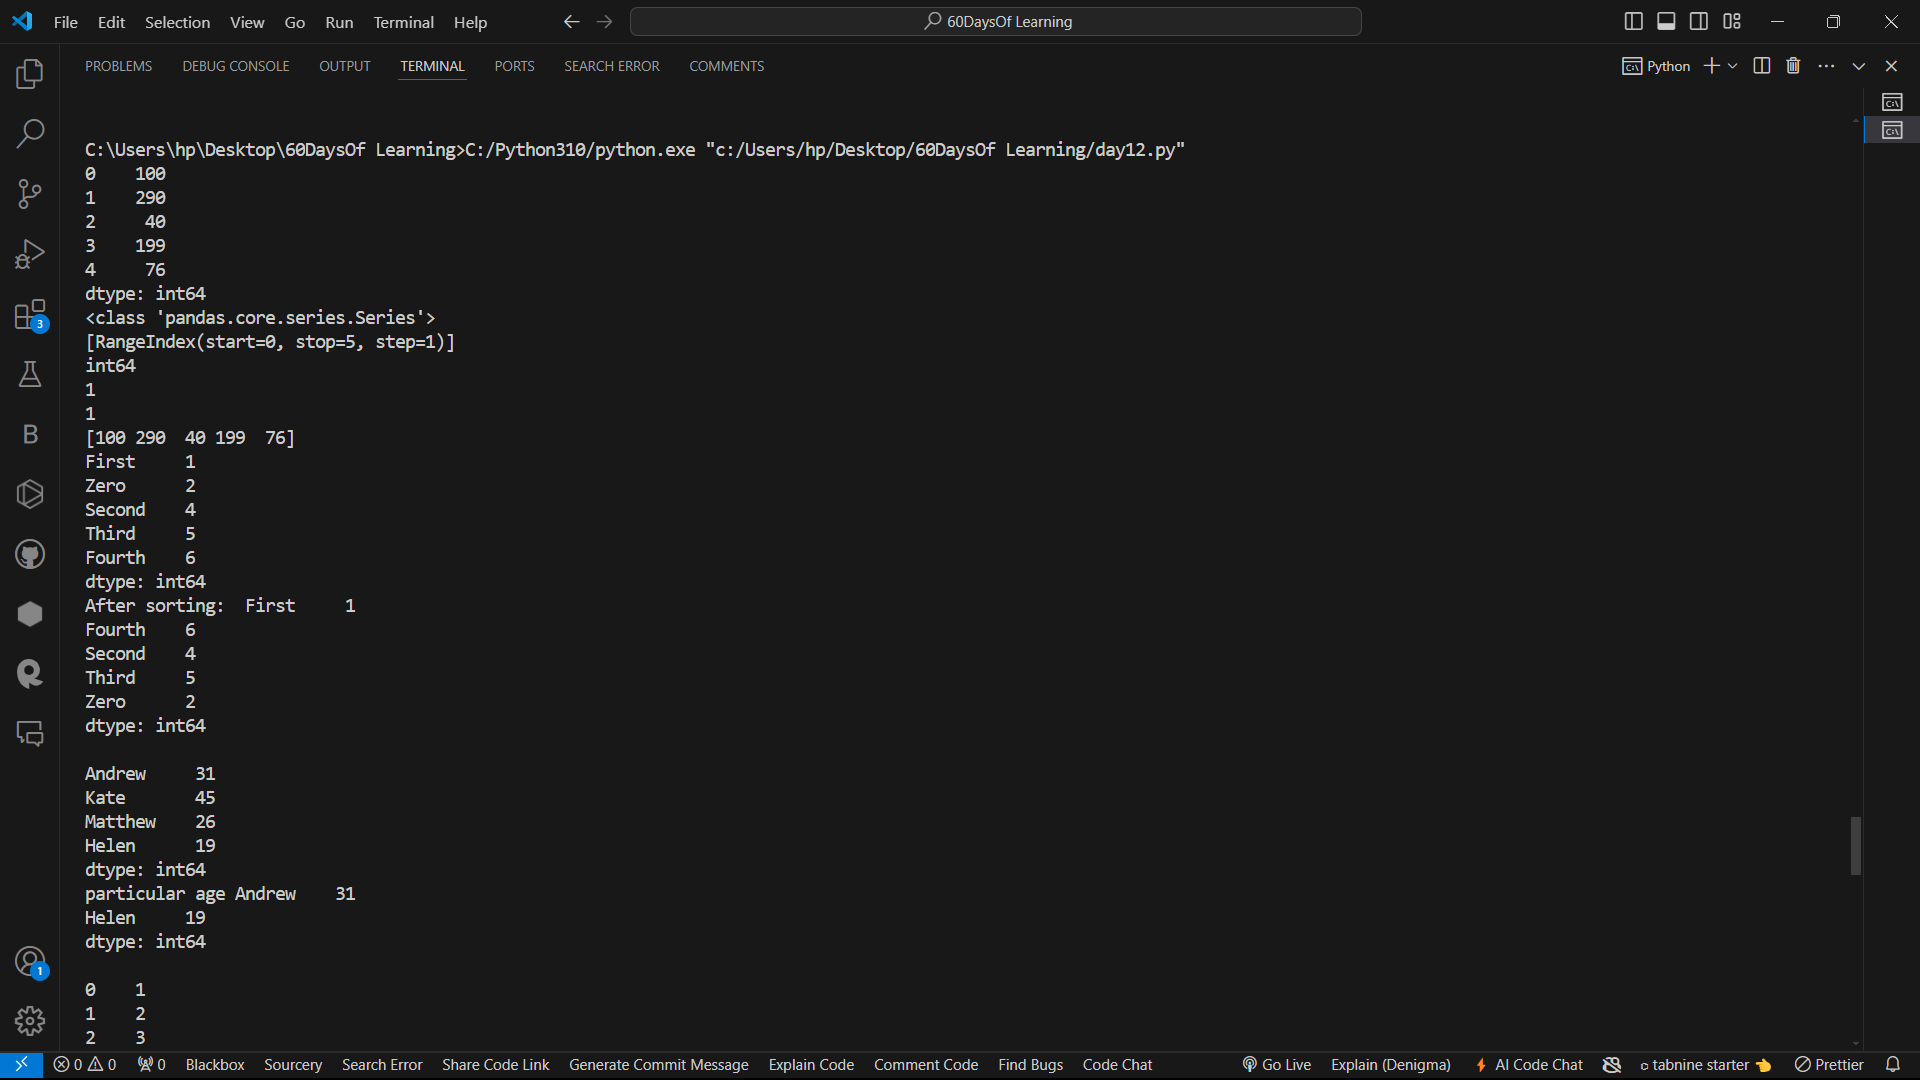 File Edit Selection View Go Run Terminal Help 60DaysOf Learning
PROBLEMS DEBUG CONSOLE OUTPUT TERMINAL PORTS SEARCH ERROR COMMENTS Python
C:\Users\hp\Desktop\60DaysOf Learning>C:/Python310/python.exe "c:/Users/hp/Desktop/60DaysOf Learning/day12.py"
0    100
1    290
2     40
3    199
4     76
dtype: int64
<class 'pandas.core.series.Series'>
[RangeIndex(start=0, stop=5, step=1)]
int64
1
1
[100 290  40 199  76]
First     1
Zero      2
Second    4
Third     5
Fourth    6
dtype: int64
After sorting:  First     1
Fourth    6
Second    4
Third     5
Zero      2
dtype: int64
Andrew     31
Kate       45
Matthew    26
Helen      19
dtype: int64
particular age Andrew    31
Helen     19
dtype: int64
0    1
1    2
2    3
3
B
1
0 0 0 Blackbox Sourcery Search Error Share Code Link Generate Commit Message Explain Code Comment Code Find Bugs Code Chat Go Live Explain (Denigma) AI Code Chat tabnine starter Prettier